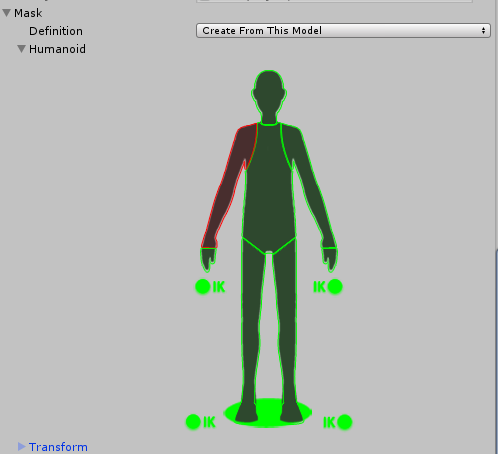 Mask
Definition
Create From This Model
Humanoid
IK
IK
IK
IK
Transform